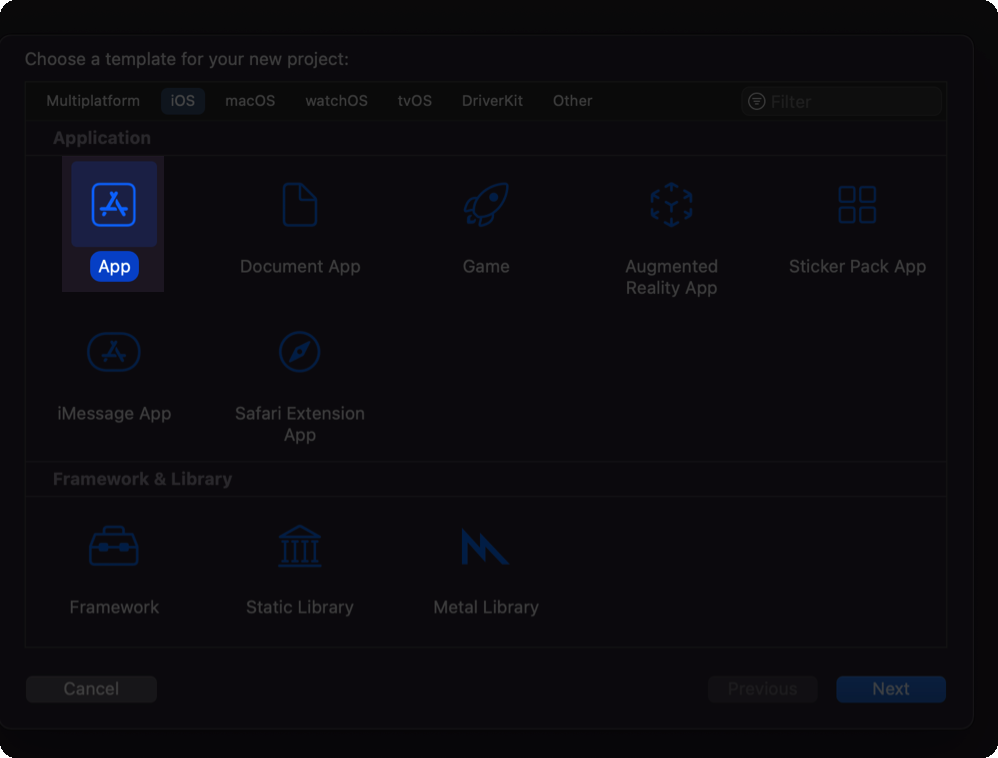 Choose a template for your new project:
Multiplatform iOS macOS watchOS tvOS DriverKit Other Filter
Application
App Document App Game Augmented Reality App Sticker Pack App
iMessage App Safari Extension App
Framework & Library
Framework Static Library Metal Library
Cancel Previous Next